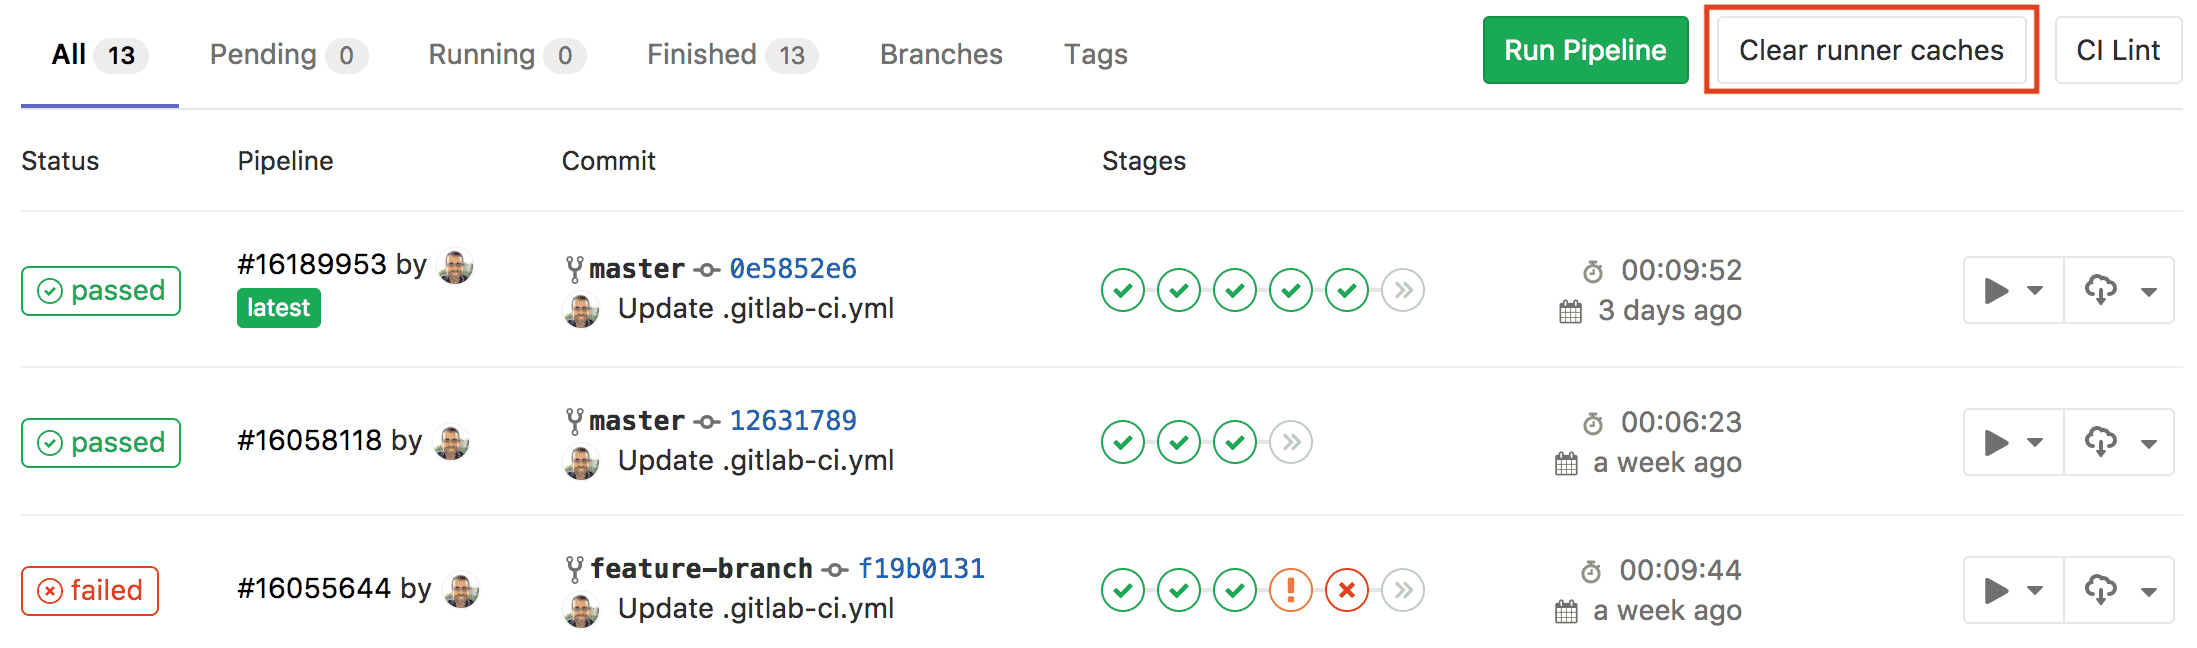 All 13 Pending 0 Running 0 Finished 13 Branches Tags Run Pipeline Clear runner caches CI Lint
Status Pipeline Commit Stages
passed #16189953 by latest master 0e5852e6 00:09:52
Update .gitlab-ci.yml 3 days ago
passed #16058118 by master 12631789 00:06:23
Update .gitlab-ci.yml a week ago
failed #16055644 by feature-branch f19b0131 00:09:44
Update .gitlab-ci.yml a week ago